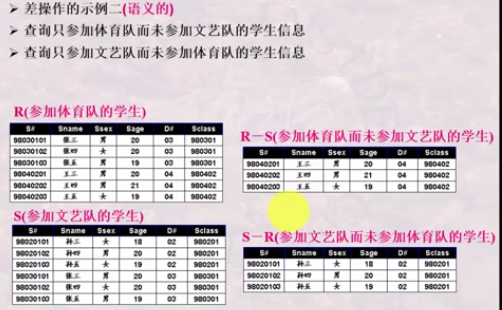 ➢ 差操作的示例二(语义的)
➢ 查询只参加体育队而未参加文艺队的学生信息
➢ 查询只参加文艺队而未参加体育队的学生信息
R(参加体育队的学生)
S# Sname Ssex Sage D# Sclass
98030101 张三 男 20 03 980301
98030102 张四 女 20 03 980301
98030103 张五 男 19 03 980301
98040201 王三 男 20 04 980402
98040202 王四 男 21 04 980402
98040203 王五 女 19 04 980402
R－S(参加体育队而未参加文艺队的学生)
S# Sname Ssex Sage D# Sclass
98040201 王三 男 20 04 980402
98040202 王四 男 21 04 980402
98040203 王五 女 19 04 980402
S(参加文艺队的学生)
S# Sname Ssex Sage D# Sclass
98020101 孙三 女 18 02 980201
98020102 孙四 男 20 02 980201
98020103 孙五 女 19 02 980201
98030101 张三 男 20 03 980301
98030102 张四 女 20 03 980301
98030103 张五 男 19 03 980301
S－R(参加文艺队而未参加体育队的学生)
S# Sname Ssex Sage D# Sclass
98020101 孙三 女 18 02 980201
98020102 孙四 男 20 02 980201
98020103 孙五 女 19 02 980201